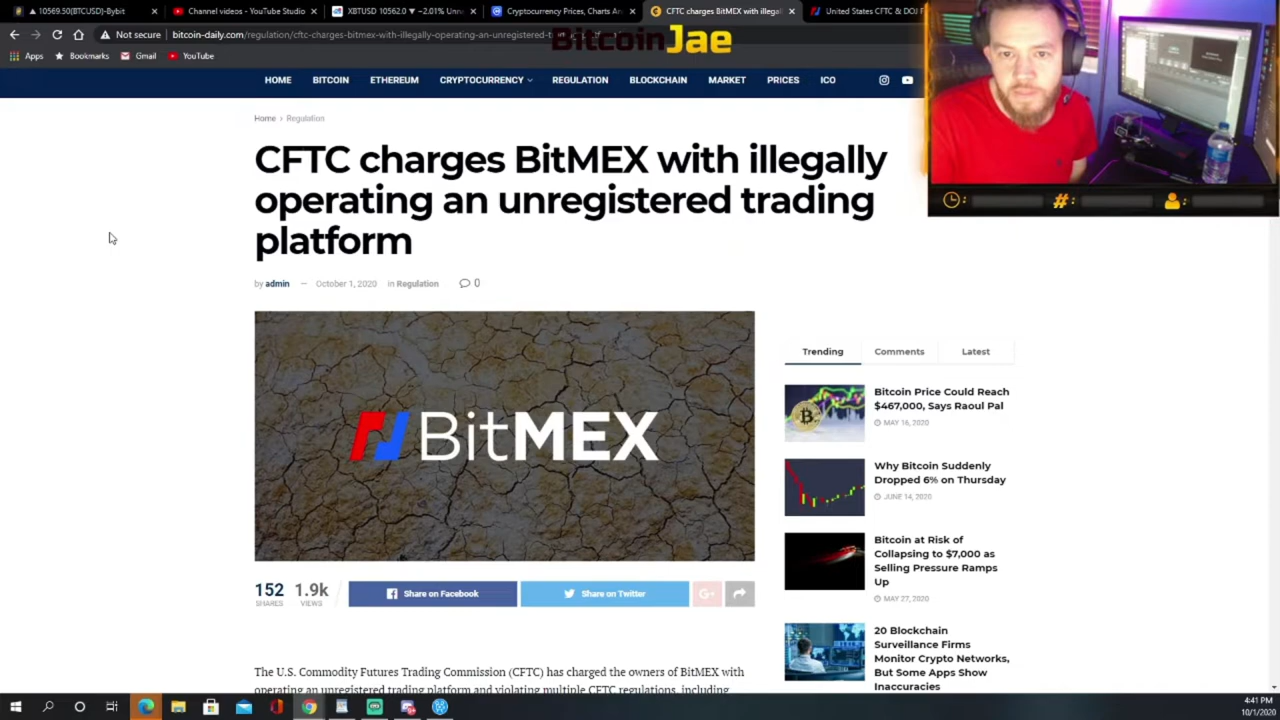 10569.50(BTCUSD)-Bybit
Channel videos - YouTube Studio
XBTUSD 10562.0 ▼ −2.01% Unn
Cryptocurrency Prices, Charts An
CFTC charges BitMEX with illegal
United States CFTC & DOJ F
Not secure
bitcoin-daily.com/regulation/cftc-charges-bitmex-with-illegally-operating-an-unregistered-tr
BitcoinJae
Apps
Bookmarks
Gmail
YouTube
HOME
BITCOIN
ETHEREUM
CRYPTOCURRENCY
REGULATION
BLOCKCHAIN
MARKET
PRICES
ICO
Home > Regulation
CFTC charges BitMEX with illegally
operating an unregistered trading
platform
by admin — October 1, 2020 in Regulation 0
#:
BitMEX
Trending
Comments
Latest
Bitcoin Price Could Reach
$467,000, Says Raoul Pal
MAY 16, 2020
Why Bitcoin Suddenly
Dropped 6% on Thursday
JUNE 14, 2020
Bitcoin at Risk of
Collapsing to $7,000 as
Selling Pressure Ramps
Up
MAY 27, 2020
20 Blockchain
Surveillance Firms
Monitor Crypto Networks,
But Some Apps Show
Inaccuracies
152
SHARES
1.9k
VIEWS
Share on Facebook
Share on Twitter
G+
The U.S. Commodity Futures Trading Commission (CFTC) has charged the owners of BitMEX with
operating an unregistered trading platform and violating multiple CFTC regulations, including
4:41 PM
10/1/2020